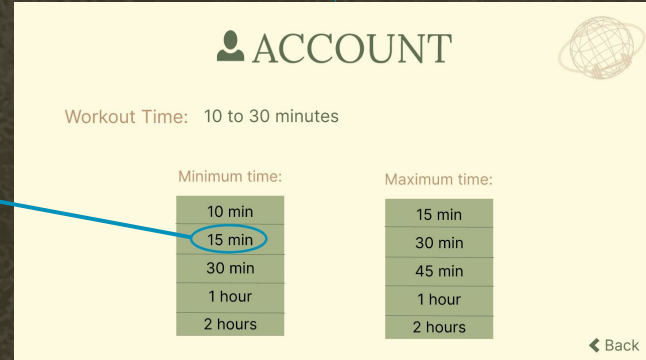 ACCOUNT
Workout Time: 10 to 30 minutes
Minimum time:
10 min
15 min
30 min
1 hour
2 hours
Maximum time:
15 min
30 min
45 min
1 hour
2 hours
Back